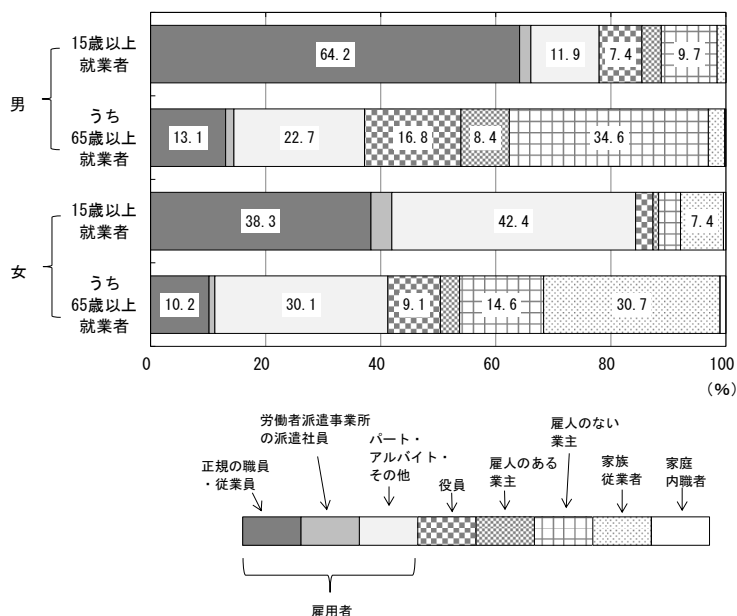 男
15歳以上
就業者
64.2
11.9
7.4
9.7
うち
65歳以上
就業者
13.1
22.7
16.8
8.4
34.6
女
15歳以上
就業者
38.3
42.4
7.4
うち
65歳以上
就業者
10.2
30.1
9.1
14.6
30.7
0 20 40 60 80 100
(%)
正規の職員
・従業員
労働者派遣事業所
の派遣社員
パート・
アルバイト・
その他
役員
雇人のある
業主
雇人のない
業主
家族
従業者
家庭
内職者
雇用者